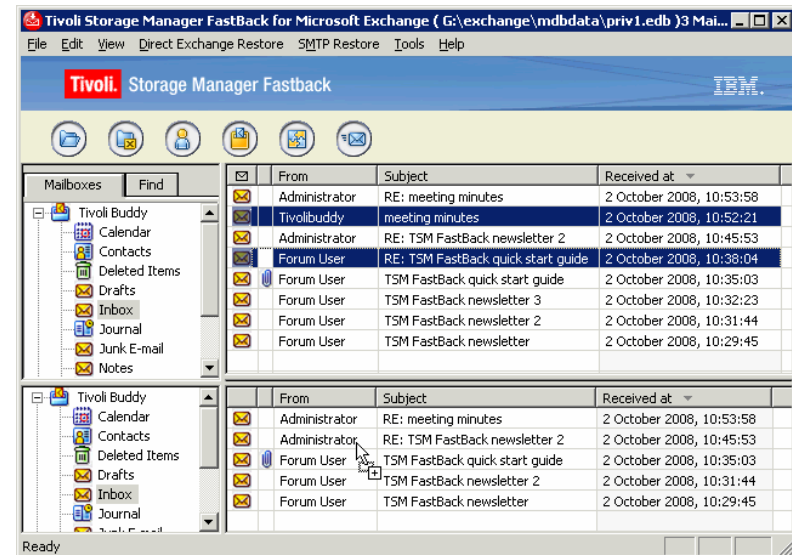 Tivoli Storage Manager FastBack for Microsoft Exchange ( G:\exchange\mdbdata\priv1.edb )3 Mai...
File Edit View Direct Exchange Restore SMTP Restore Tools Help
Tivoli. Storage Manager Fastback IBM.
Mailboxes Find
From Subject Received at
Administrator RE: meeting minutes 2 October 2008, 10:53:58
Tivolibuddy meeting minutes 2 October 2008, 10:52:21
Administrator RE: TSM FastBack newsletter 2 2 October 2008, 10:45:53
Forum User RE: TSM FastBack quick start guide 2 October 2008, 10:38:04
Forum User TSM FastBack quick start guide 2 October 2008, 10:35:03
Forum User TSM FastBack newsletter 3 2 October 2008, 10:32:23
Forum User TSM FastBack newsletter 2 2 October 2008, 10:31:44
Forum User TSM FastBack newsletter 2 October 2008, 10:29:45
Tivoli Buddy
Calendar
Contacts
Deleted Items
Drafts
Inbox
Journal
Junk E-mail
Notes
From Subject Received at
Administrator RE: meeting minutes 2 October 2008, 10:53:58
Administrator RE: TSM FastBack newsletter 2 2 October 2008, 10:45:53
Forum User TSM FastBack quick start guide 2 October 2008, 10:35:03
Forum User TSM FastBack newsletter 2 2 October 2008, 10:31:44
Forum User TSM FastBack newsletter 2 October 2008, 10:29:45
Tivoli Buddy
Calendar
Contacts
Deleted Items
Drafts
Inbox
Journal
Ready